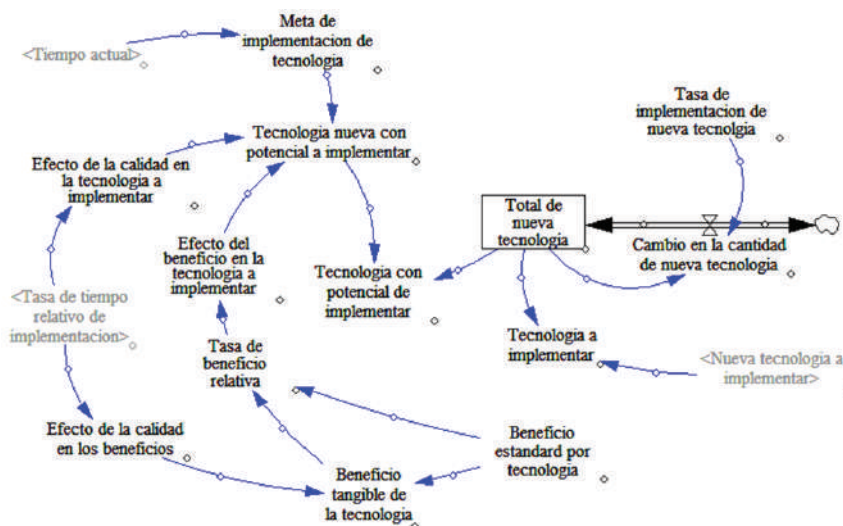 Meta de
implementacion de
tecnologia
<Tiempo actual>
Tasa de
implementacion de
nueva tecnolgia
Tecnologia nueva con
potencial a implementar
Efecto de la calidad en
la tecnologia a
implementar
Total de
nueva
tecnologia
Efecto del
beneficio en la
tecnologia a
implementar
Cambio en la cantidad
de nueva tecnologia
Tecnologia con
potencial de
implementar
<Tasa de tiempo
relativo de
implementacion>
Tasa de
beneficio
relativa
Tecnologia a
implementar
<Nueva tecnologia a
implementar>
Efecto de la calidad
en los beneficios
Beneficio
estandard por
tecnologia
Beneficio
tangible de
la tecnologia